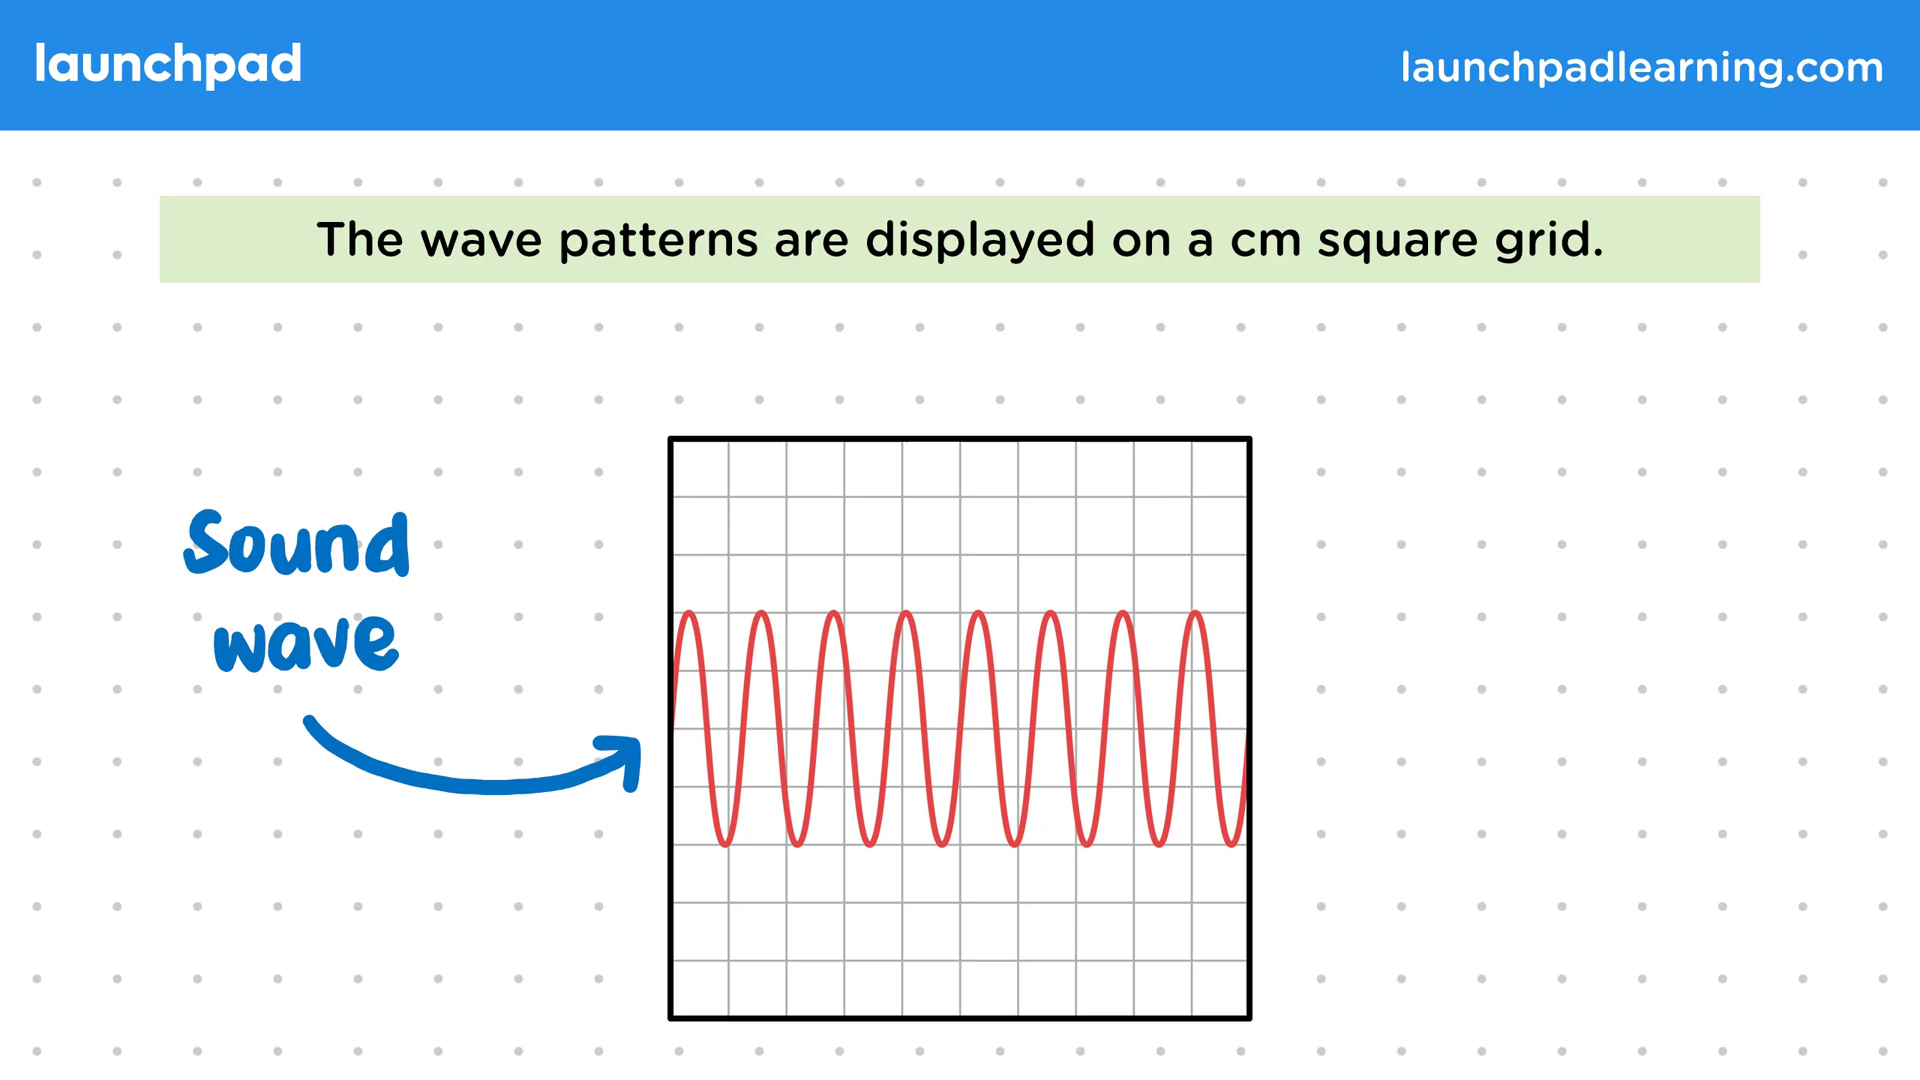 launchpad
launchpadlearning.com
The wave patterns are displayed on a cm square grid.
Sound
wave